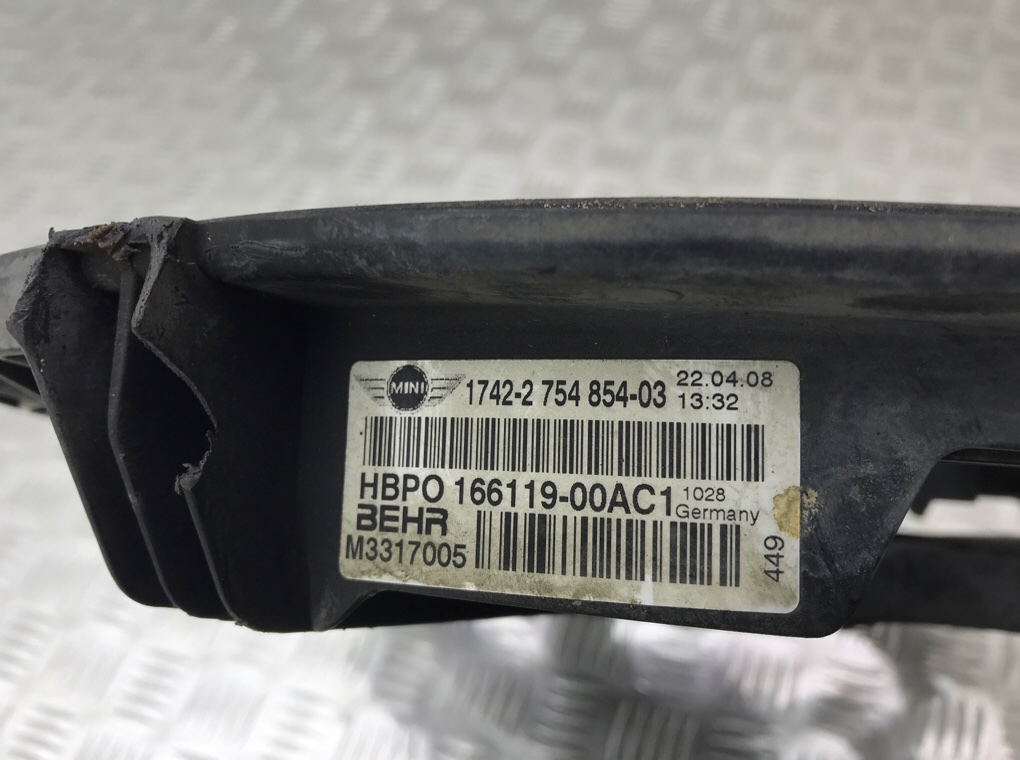 MINI 1742-2 754 854-03 22.04.08
13:32
HBPO 166119-00AC1 1028
Germany
BEHR
M3317005
449